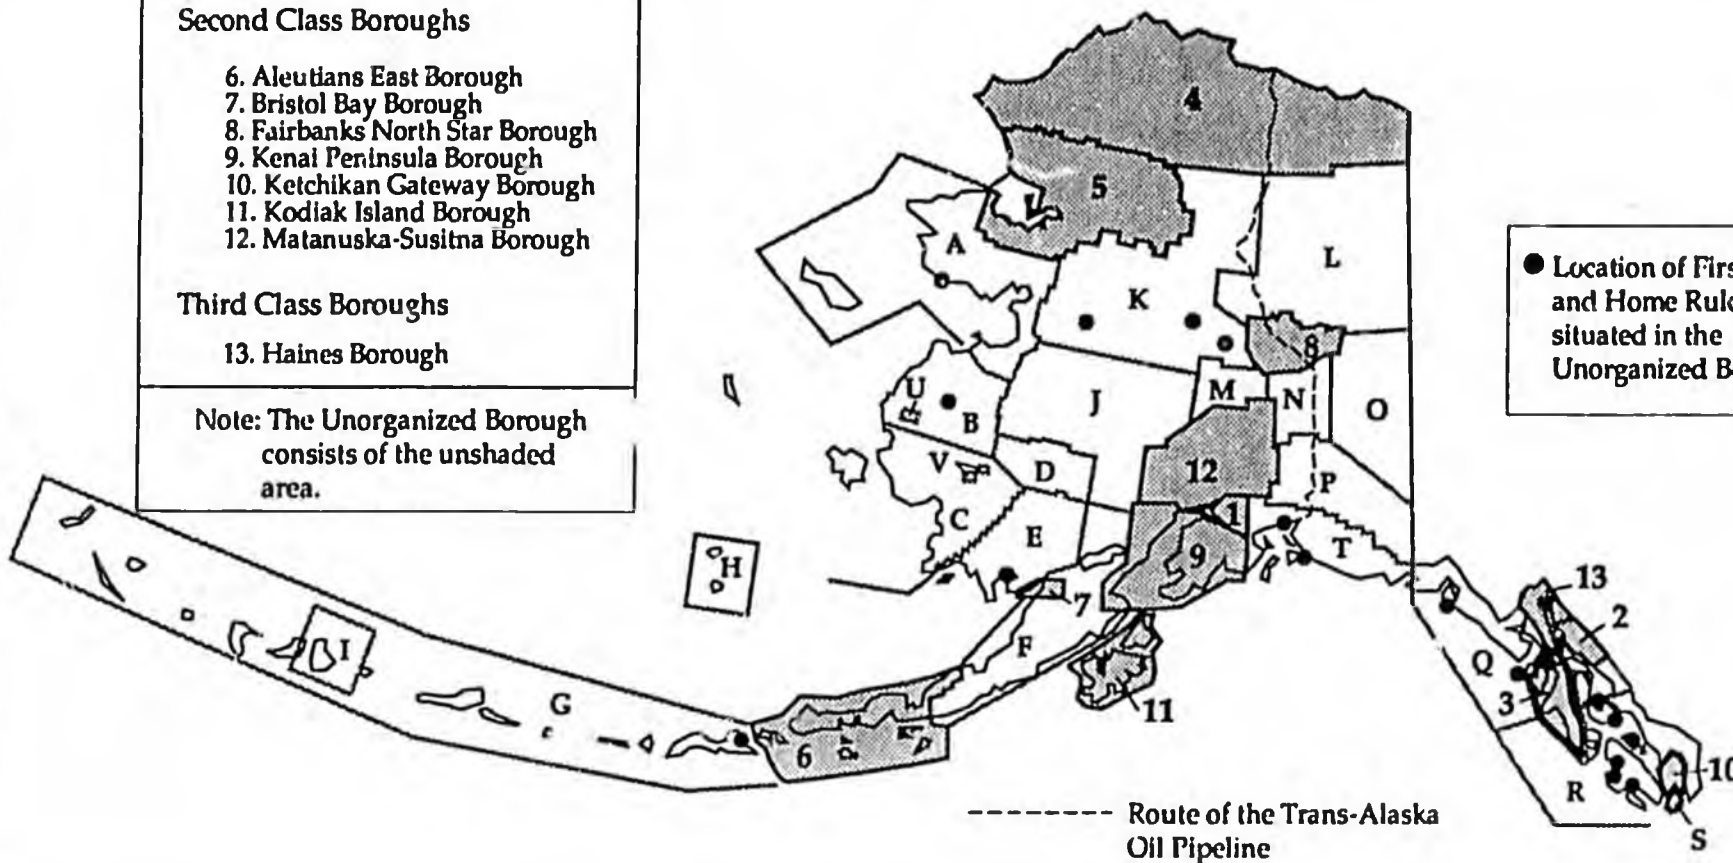 Second Class Boroughs
6. Aleutians East Borough
7. Bristol Bay Borough
8. Fairbanks North Star Borough
9. Kenai Peninsula Borough
10. Ketchikan Gateway Borough
11. Kodiak Island Borough
12. Matanuska-Susitna Borough
Third Class Boroughs
13. Haines Borough
Note: The Unorganized Borough
consists of the unshaded
area.
4
5
A
L
K
8
U
B
J
M
N
O
V
D
12
P
C
E
1
9
T
H
7
F
13
2
Q
3
I
G
11
6
10
R
S
Location of Firs
and Home Rule
situated in the
Unorganized B
Route of the Trans-Alaska
Oil Pipeline